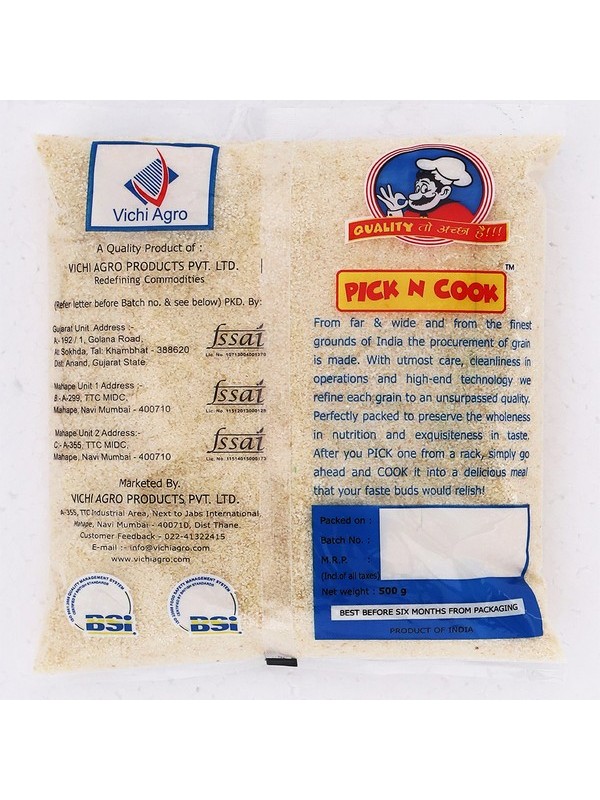 Vichi Agro
A Quality Product of :
VICHI AGRO PRODUCTS PVT. LTD.
Redefining Commodities
(Refer letter before Batch no. & see below) PKD. By:
Gujarat Unit Address :-
A-192 / 1, Golana Road,
At Sokhda, Tal: Khambhat - 388620
Dist Anand, Gujarat State.
fssai
Mahape Unit 1 Address :-
B-A-299, TTC MIDC,
Mahape, Navi Mumbai - 400710
fssai
Mahape Unit 2 Address :-
C-A-355, TTC MIDC,
Mahape, Navi Mumbai - 400710
fssai
Marketed By.
VICHI AGRO PRODUCTS PVT. LTD.
A-355, TTC Industrial Area, Next to Jabs International,
Mahape, Navi Mumbai - 400710, Dist Thane.
Customer Feedback - 022-41322415
E-mail :- info@vichiagro.com
www.vichiagro.com
BSi
BSi
QUALITY तो अच्छा है!!!
PICK N COOK ™
From far & wide and from the finest
grounds of India the procurement of grain
is made. With utmost care, cleanliness in
operations and high-end technology we
refine each grain to an unsurpassed quality.
Perfectly packed to preserve the wholeness
in nutrition and exquisiteness in taste.
After you PICK one from a rack, simply go
ahead and COOK it into a delicious meal
that your taste buds would relish!
Packed on :
Batch No. :
M.R.P. :
(Incl.of all taxes)
Net weight : 500 g
BEST BEFORE SIX MONTHS FROM PACKAGING
PRODUCT OF INDIA